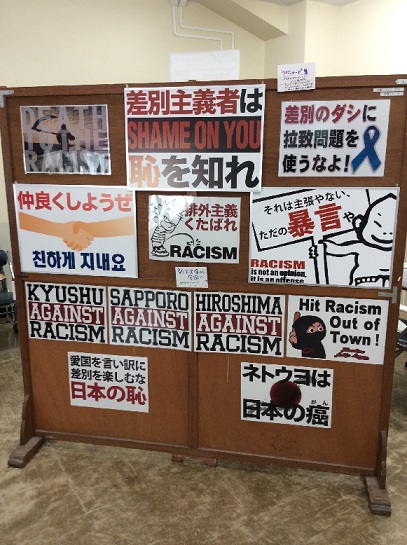 DEATH
TO THE
RACIST
差別主義者は
SHAME ON YOU
恥を知れ
差別のダシに
拉致問題を
使うなよ!
仲良くしようぜ
친하게 지내요
排外主義
くたばれ
RACISM
それは主張やない、
ただの暴言や
RACISM
is not an opinion,
it is an offense
KYUSHU
AGAINST
RACISM
SAPPORO
AGAINST
RACISM
HIROSHIMA
AGAINST
RACISM
Hit Racism
Out of
Town!
愛国を言い訳に
差別を楽しむな
日本の恥
ネトウヨは
日本の癌
がん